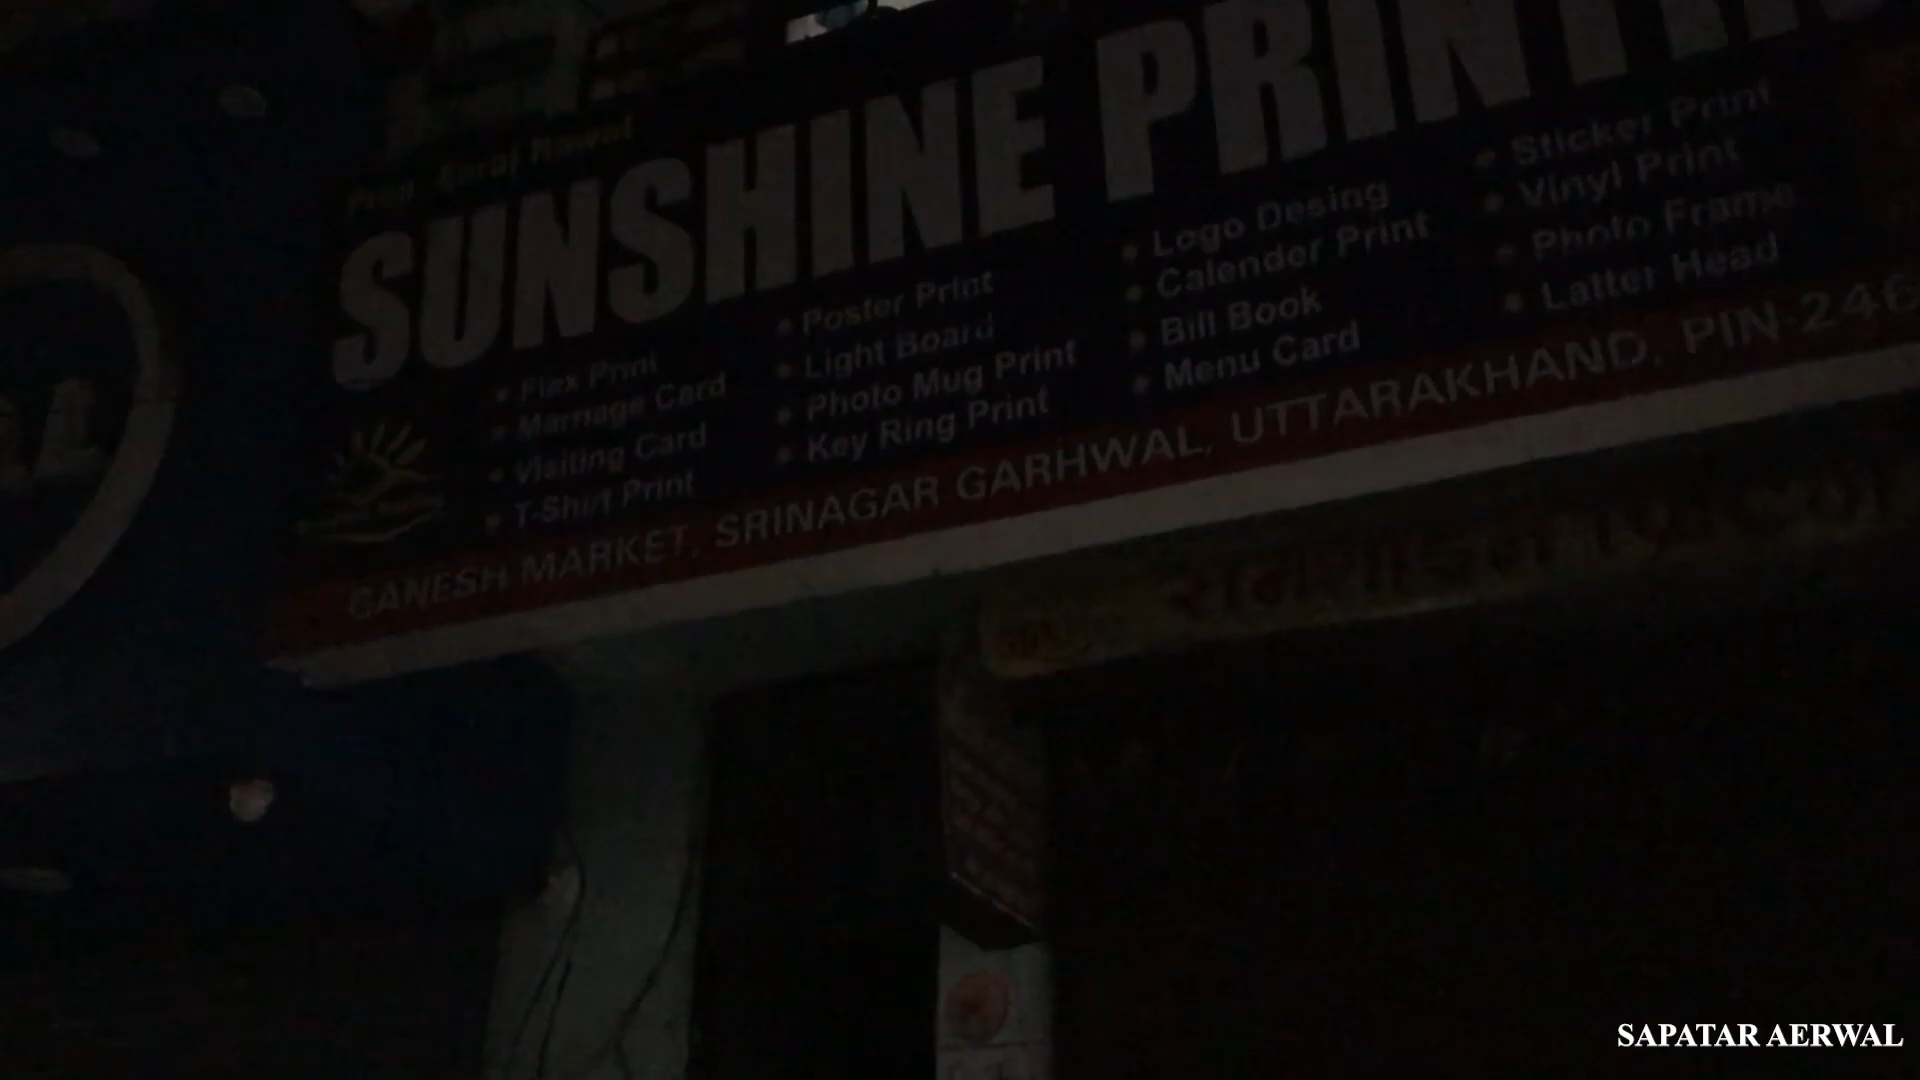 SUNSHINE PRINTIN
Flex Print
Marriage Card
Visiting Card
T-Shirt Print
Poster Print
Light Board
Photo Mug Print
Key Ring Print
Logo Desing
Calender Print
Bill Book
Menu Card
Sticker Print
Vinyl Print
Photo Frame
Latter Head
GANESH MARKET, SRINAGAR GARHWAL, UTTARAKHAND, PIN-246
SAPATAR AERWAL